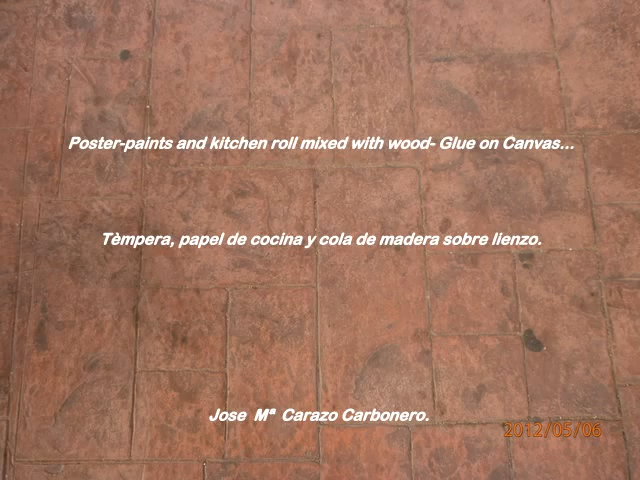 Poster-paints and kitchen roll mixed with wood- Glue on Canvas...
Tèmpera, papel de cocina y cola de madera sobre lienzo.
Jose Mª Carazo Carbonero.
2012/05/06